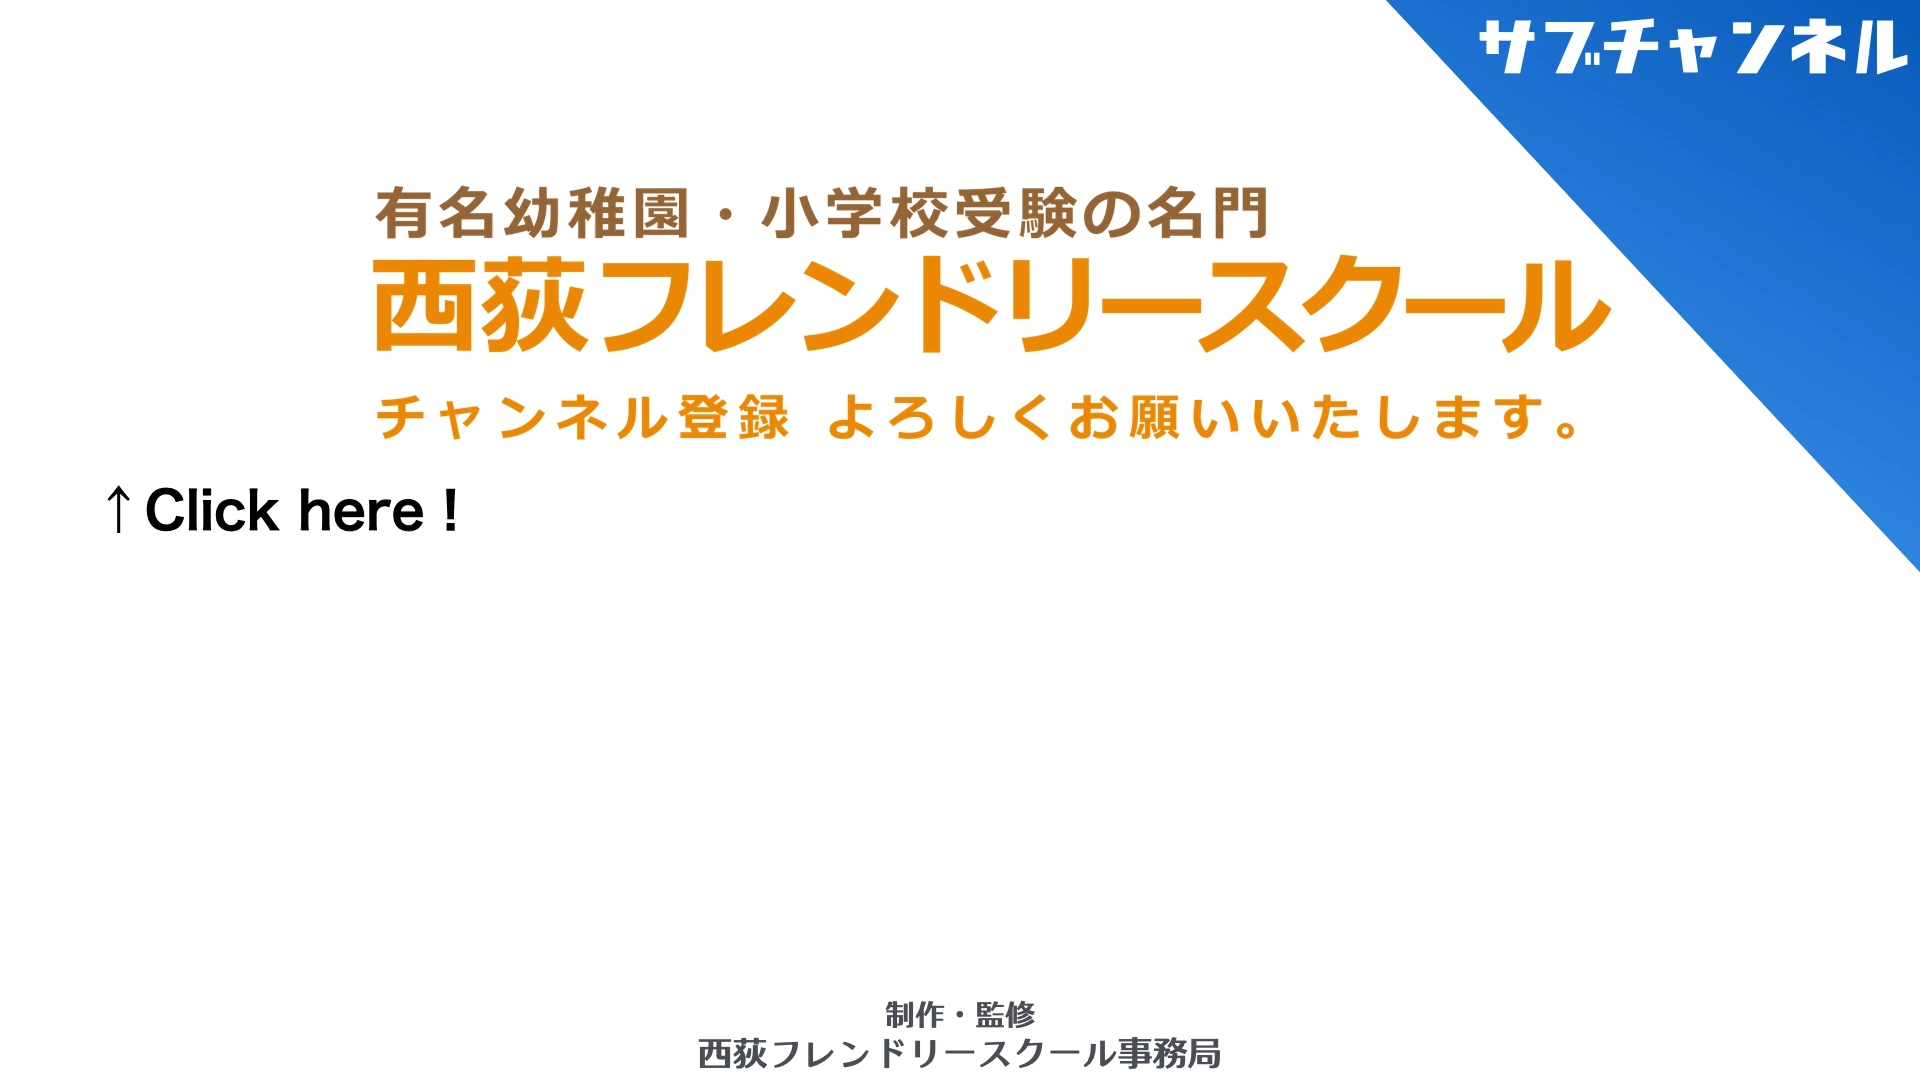 サブチャンネル
有名幼稚園・小学校受験の名門
西荻フレンドリースクール
チャンネル登録 よろしくお願いいたします。
↑Click here !
制作・監修
西荻フレンドリースクール事務局